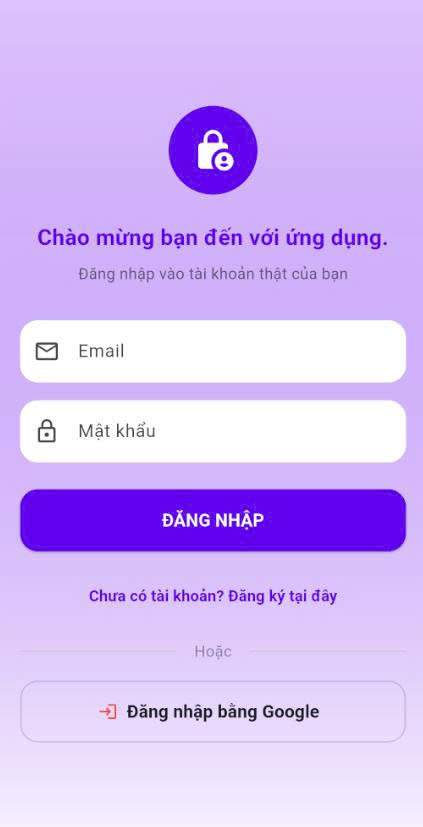 Chào mừng bạn đến với ứng dụng.
Đăng nhập vào tài khoản thật của bạn
Email
Mật khẩu
ĐĂNG NHẬP
Chưa có tài khoản? Đăng ký tại đây
Hoặc
Đăng nhập bằng Google